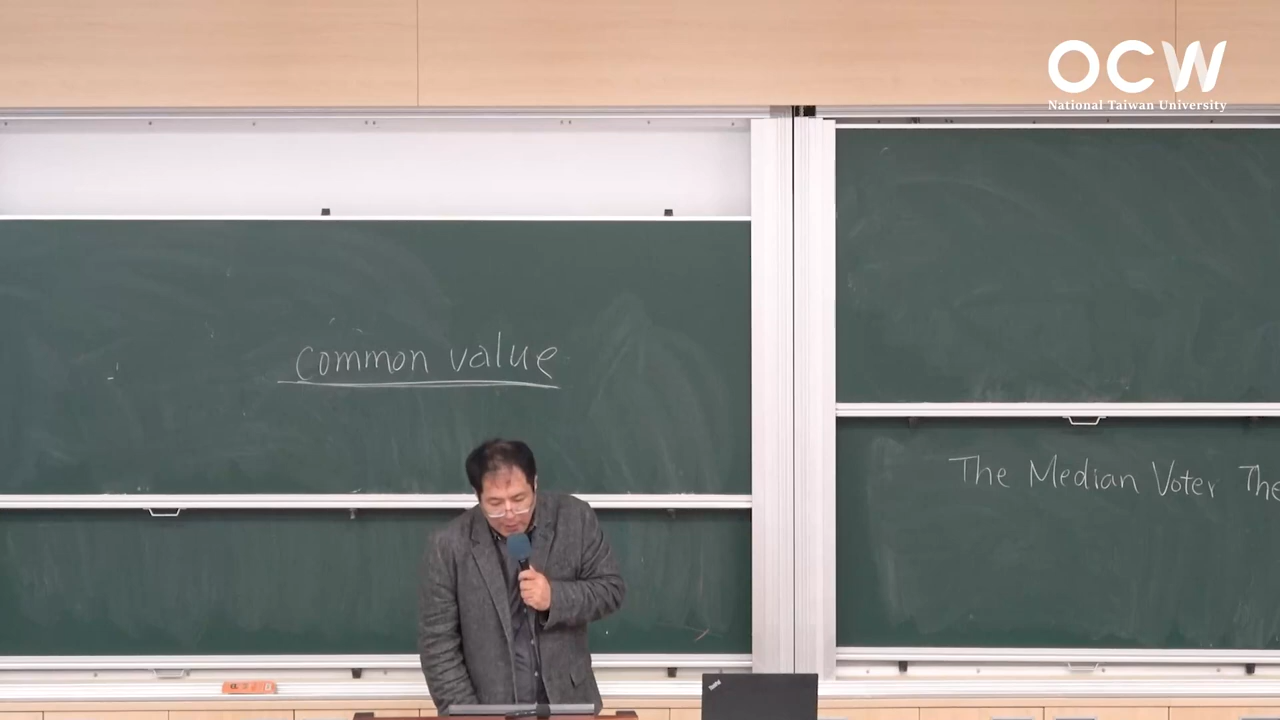 OCW
National Taiwan University
common value
The Median Voter The